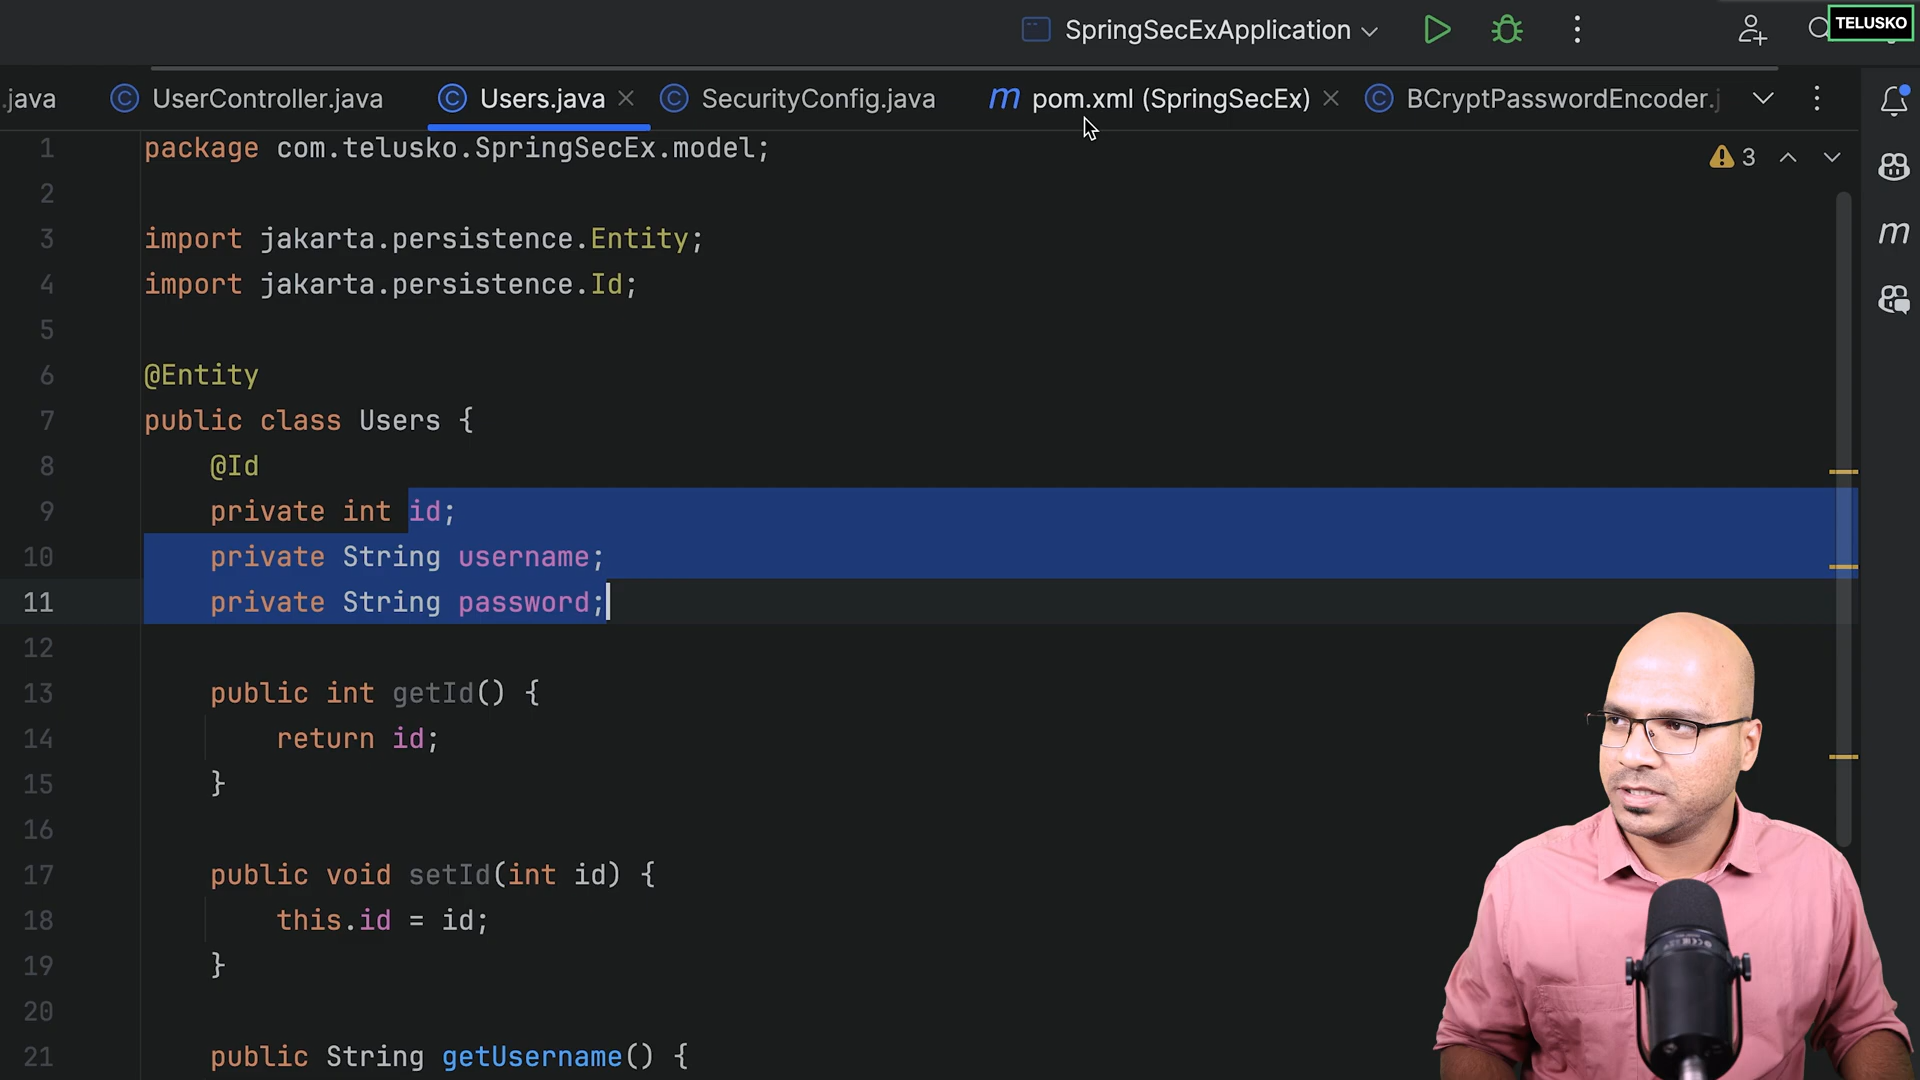 SpringSecExApplication
TELUSKO
.java
UserController.java
Users.java
SecurityConfig.java
m pom.xml (SpringSecEx)
BCryptPasswordEncoder.j
3
m
1 package com.telusko.SpringSecEx.model;
2
3 import jakarta.persistence.Entity;
4 import jakarta.persistence.Id;
5
6 @Entity
7 public class Users {
8 @Id
9 private int id;
10 private String username;
11 private String password;
12
13 public int getId() {
14 return id;
15 }
16
17 public void setId(int id) {
18 this.id = id;
19 }
20
21 public String getUsername() {